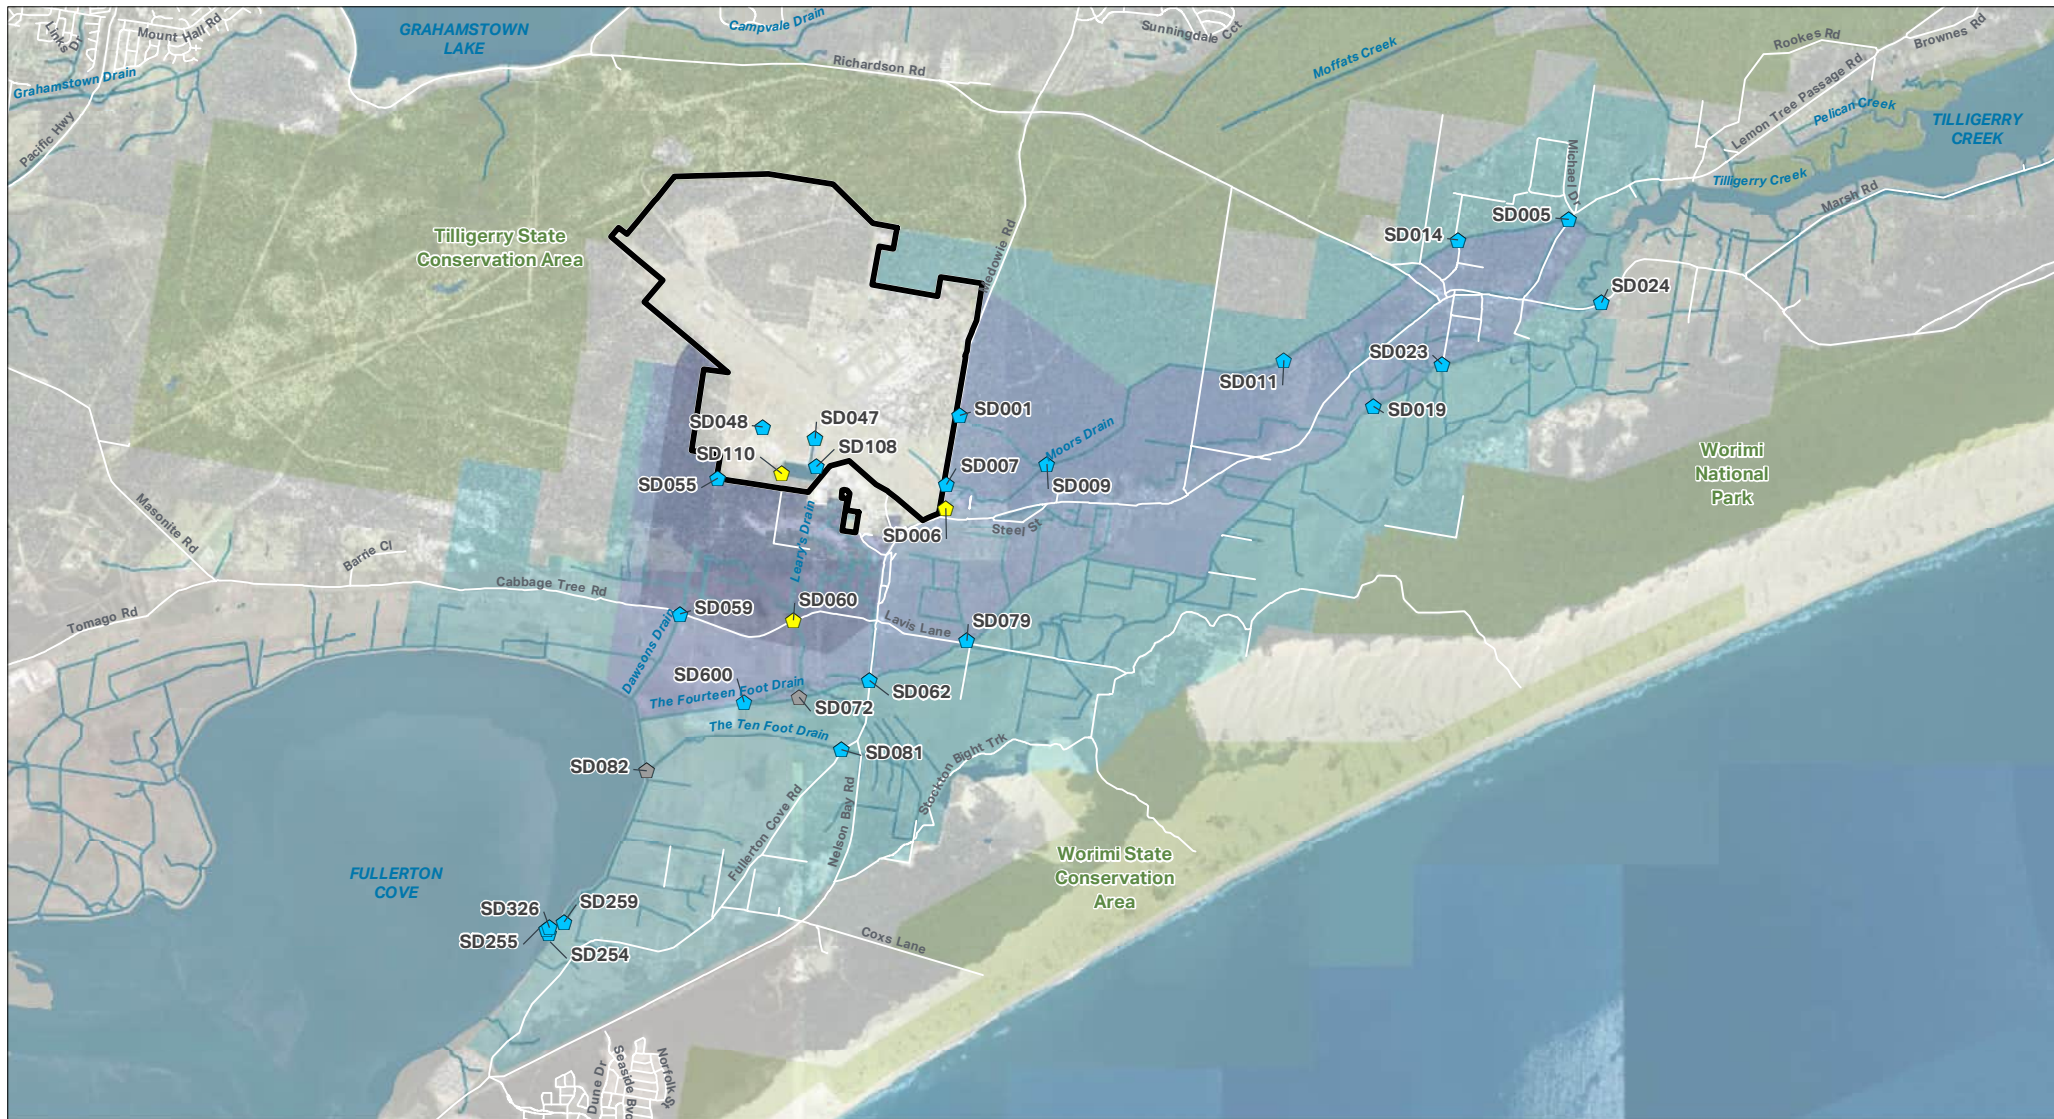 Links
Dr
Mount Hall Rd
GRAHAMSTOWN
LAKE
Campvale Drain
Sunningdale Cct
Moffats Creek
Rookes Rd
Brownes Rd
Grahamstown Drain
Richardson Rd
Lemon Tree Passage Rd
Pelican Creek
TILLIGERRY
CREEK
Pacific Hwy
Michael Dr
Tilligerry Creek
Marsh Rd
Tilligerry State
Conservation Area
Medowie Rd
SD005
SD014
SD024
SD023
SD011
SD019
SD001
SD048
SD047
SD110
SD108
SD055
SD007
Moors Drain
SD009
Worimi
National
Park
Masonite Rd
Leary's Drain
SD006
Steel St
Barrie Cl
Cabbage Tree Rd
Tomago Rd
SD059
SD060
Lavis Lane
SD079
Dawsons Drain
SD600
The Fourteen Foot Drain
SD062
SD072
The Ten Foot Drain
SD081
SD082
Stockton Bight Trk
Fullerton Cove Rd
Nelson Bay Rd
FULLERTON
COVE
Worimi State
Conservation
Area
SD326
SD259
SD255
SD254
Coxs Lane
Dune Dr
Seaside Bvd
Norfolk St